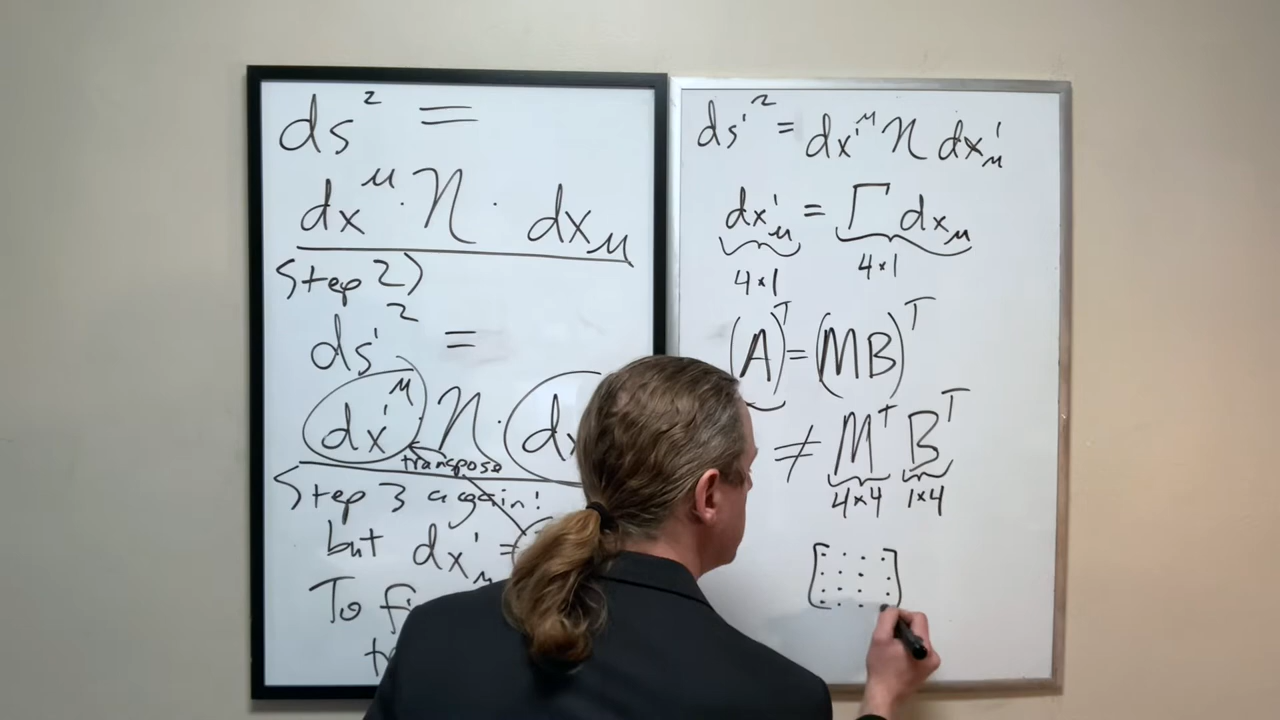 ds² =
dx^μ · η · dx_μ
Step 2)
ds'² =
dx'^μ η · d
transpose
Step 3 again!
but dx'_μ =
To
ds'² = dx'^μ η dx'_μ
dx'_μ = Γ dx_μ
4×1 4×1
(A)^T = (MB)^T
≠ M^T B^T
4×4 1×4